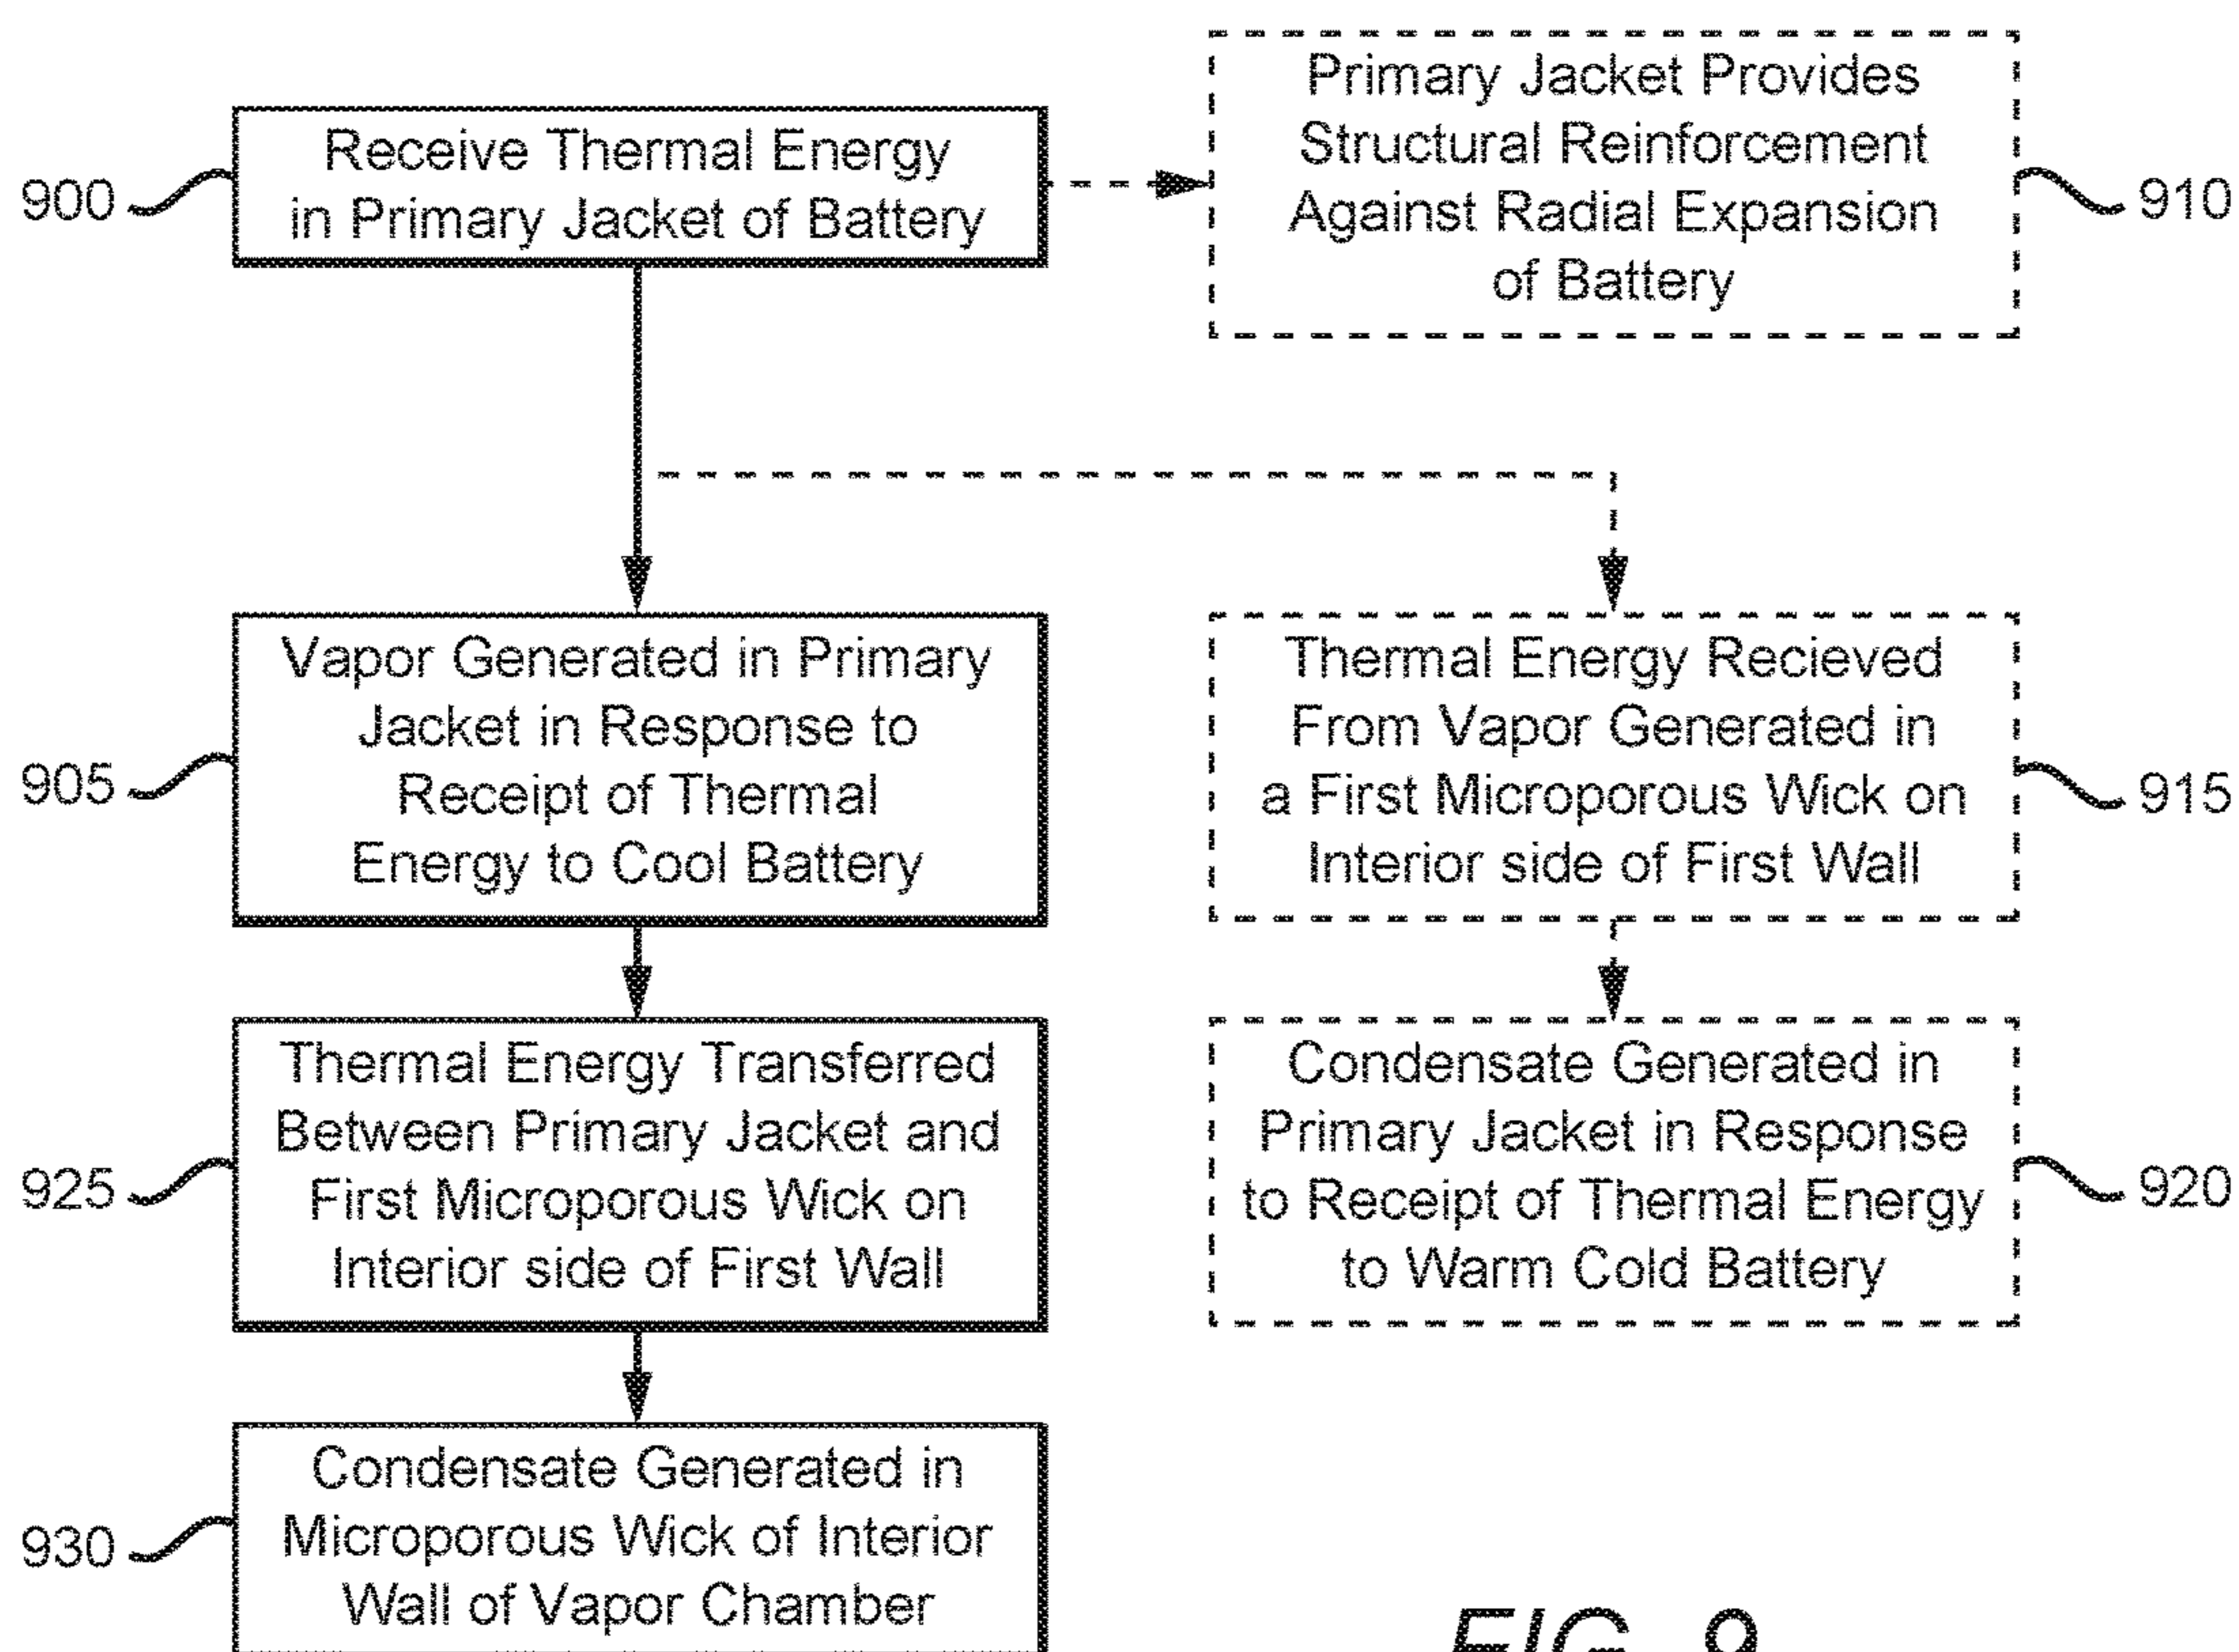 900
Receive Thermal Energy
in Primary Jacket of Battery
Primary Jacket Provides
Structural Reinforcement
Against Radial Expansion
of Battery
910
905
Vapor Generated in Primary
Jacket in Response to
Receipt of Thermal
Energy to Cool Battery
Thermal Energy Recieved
From Vapor Generated in
a First Microporous Wick on
Interior side of First Wall
915
925
Thermal Energy Transferred
Between Primary Jacket and
First Microporous Wick on
Interior side of First Wall
Condensate Generated in
Primary Jacket in Response
to Receipt of Thermal Energy
to Warm Cold Battery
920
930
Condensate Generated in
Microporous Wick of Interior
Wall of Vapor Chamber
FIG. 9